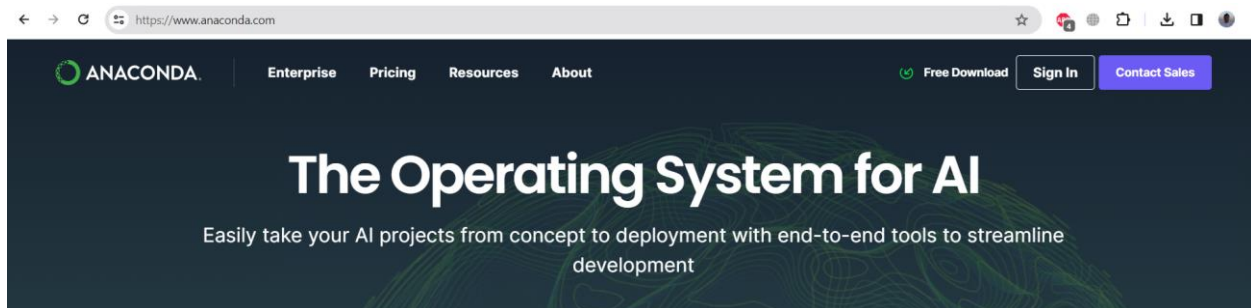 https://www.anaconda.com
4
ANACONDA.
Enterprise Pricing Resources About
Free Download Sign In Contact Sales
The Operating System for AI
Easily take your AI projects from concept to deployment with end-to-end tools to streamline
development